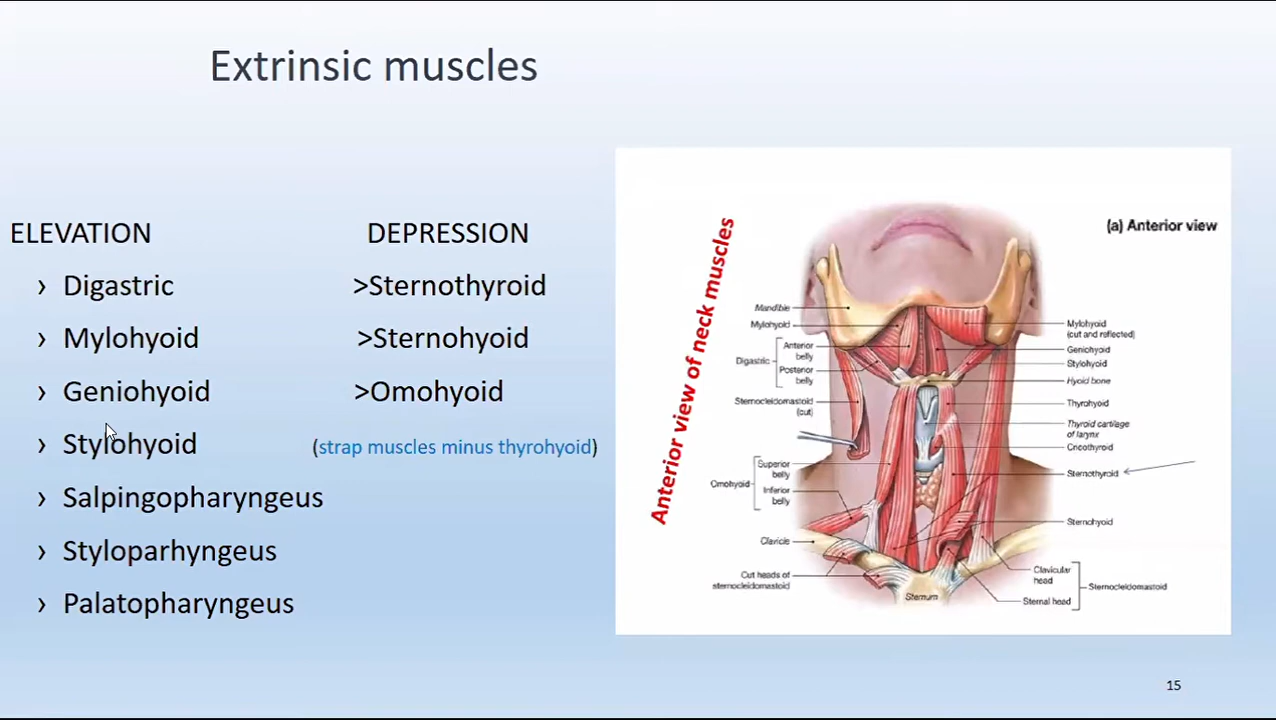 Extrinsic muscles
ELEVATION
› Digastric
› Mylohyoid
› Geniohyoid
› Stylohyoid
› Salpingopharyngeus
› Styloparhyngeus
› Palatopharyngeus
DEPRESSION
>Sternothyroid
>Sternohyoid
>Omohyoid
(strap muscles minus thyrohyoid)
Anterior view of neck muscles
(a) Anterior view
Mandible
Mylohyoid
Digastric
Anterior
belly
Posterior
belly
Sternocleidomastoid
(cut)
Omohyoid
Superior
belly
Inferior
belly
Clavicle
Cut heads of
sternocleidomastoid
Sternum
Mylohyoid
(cut and reflected)
Geniohyoid
Stylohyoid
Hyoid bone
Thyrohyoid
Thyroid cartilage
of larynx
Cricothyroid
Sternothyroid
Sternohyoid
Clavicular
head
Sternal head
Sternocleidomastoid
15